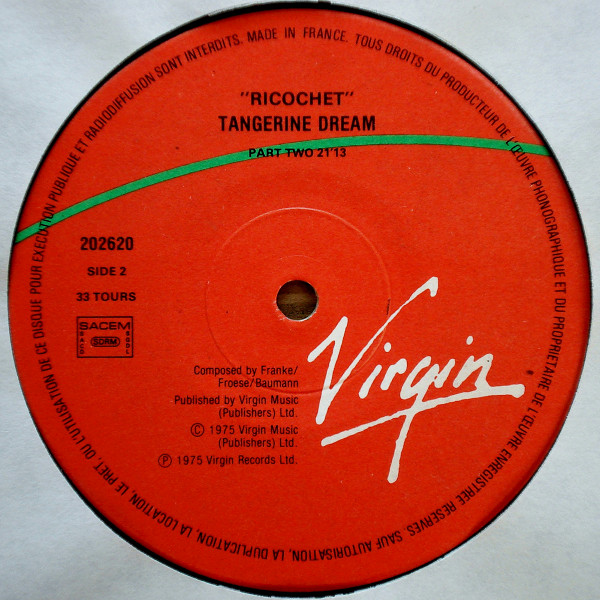 TOUS DROITS DU PRODUCTEUR DE L'ŒUVRE PHONOGRAPHIQUE ET DU PROPRIETAIRE DE L'ŒUVRE ENREGISTREE RESERVES. SAUF AUTORISATION, LA DUPLICATION, LA LOCATION, LE PRET, OU L'UTILISATION DE CE DISQUE POUR EXECUTION PUBLIQUE ET RADIODIFFUSION SONT INTERDITS. MADE IN FRANCE.
"RICOCHET"
TANGERINE DREAM
PART TWO 21'13
202620
SIDE 2
33 TOURS
SACEM
SACD SDRM SGDL
Virgin
Composed by Franke/
Froese/Baumann
Published by Virgin Music
(Publishers) Ltd.
© 1975 Virgin Music
(Publishers) Ltd.
℗ 1975 Virgin Records Ltd.